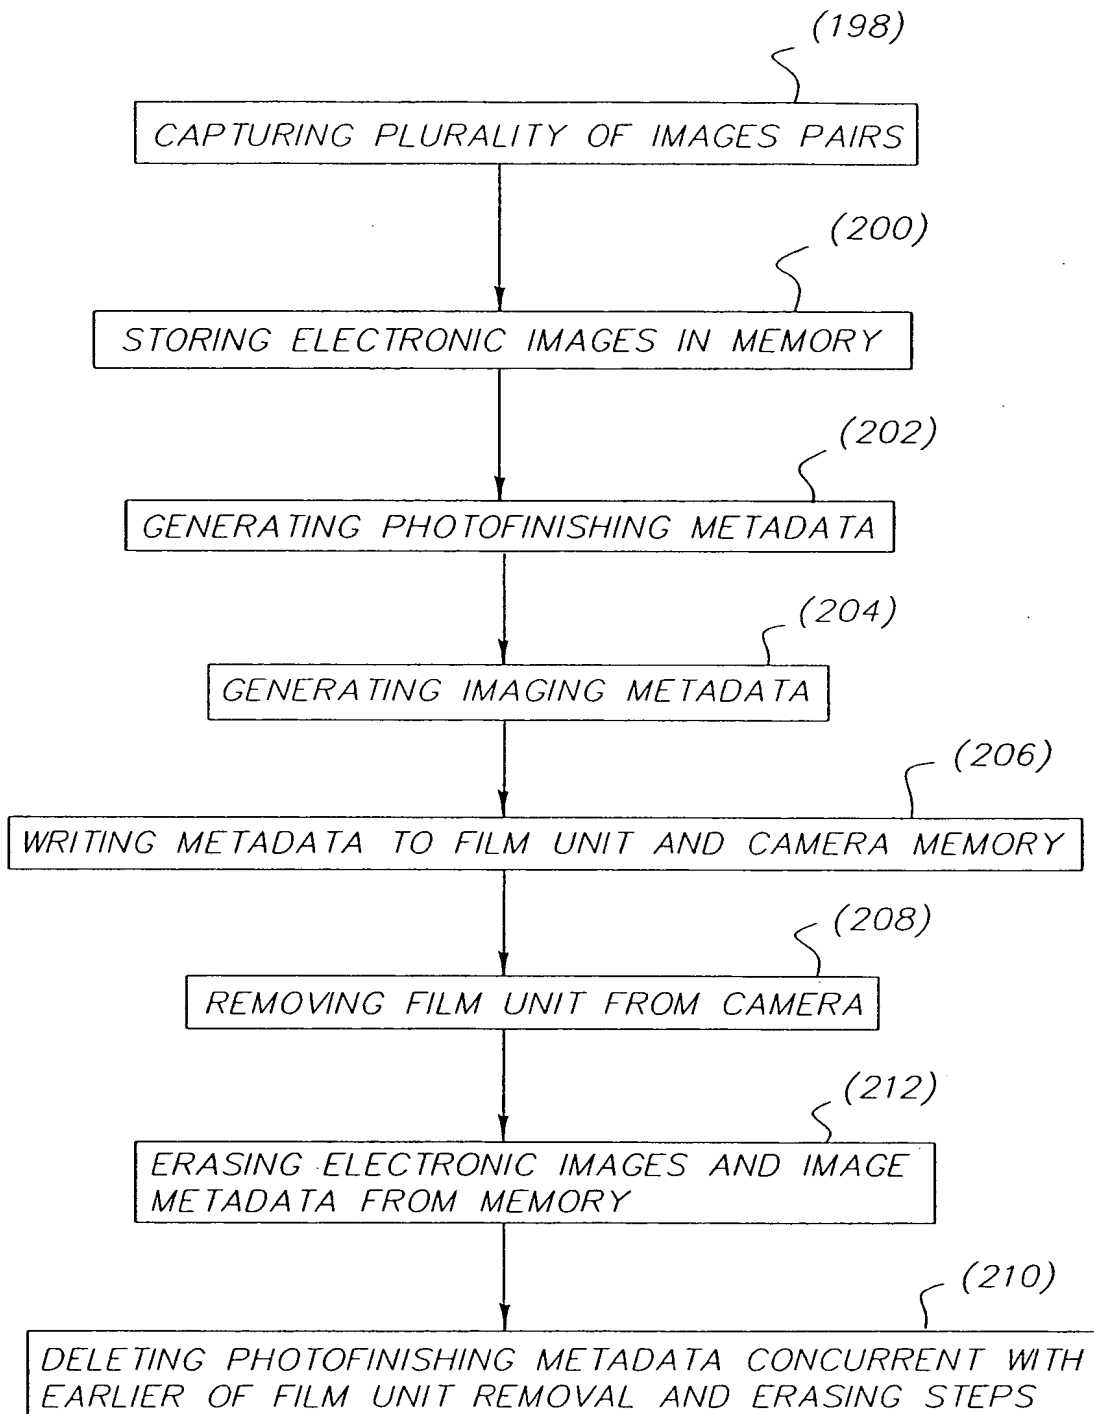 (198)
CAPTURING PLURALITY OF IMAGES PAIRS
(200)
STORING ELECTRONIC IMAGES IN MEMORY
(202)
GENERATING PHOTOFINISHING METADATA
(204)
GENERATING IMAGING METADATA
(206)
WRITING METADATA TO FILM UNIT AND CAMERA MEMORY
(208)
REMOVING FILM UNIT FROM CAMERA
(212)
ERASING ELECTRONIC IMAGES AND IMAGE
METADATA FROM MEMORY
(210)
DELETING PHOTOFINISHING METADATA CONCURRENT WITH
EARLIER OF FILM UNIT REMOVAL AND ERASING STEPS